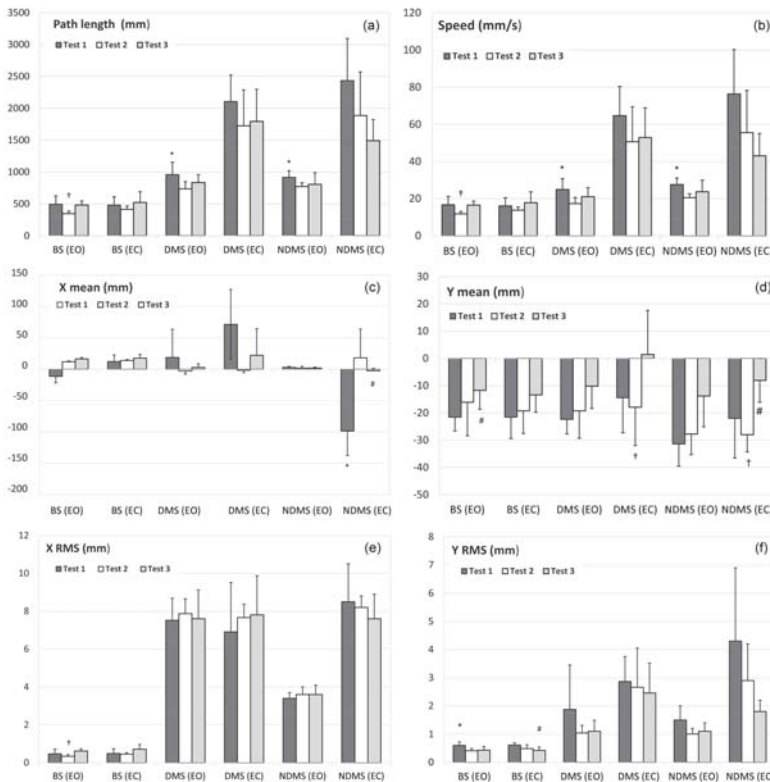 Path length (mm) (a)
Test 1 Test 2 Test 3
3500
3000
2500
2000
1500
1000
500
0
* † *
BS (EO) BS (EC) DMS (EO) DMS (EC) NDMS (EO) NDMS (EC)
Speed (mm/s) (b)
Test 1 Test 2 Test 3
120
100
80
60
40
20
0
* † *
BS (EO) BS (EC) DMS (EO) DMS (EC) NDMS (EO) NDMS (EC)
X mean (mm) (c)
Test 1 Test 2 Test 3
150
100
50
0
-50
-100
-150
-200
#
*
BS (EO) BS (EC) DMS (EO) DMS (EC) NDMS (EO) NDMS (EC)
Y mean (mm) (d)
Test 1 Test 2 Test 3
30
20
10
0
-10
-20
-30
-40
-50
# † † #
BS (EO) BS (EC) DMS (EO) DMS (EC) NDMS (EO) NDMS (EC)
X RMS (mm) (e)
Test 1 Test 2 Test 3
12
10
8
6
4
2
0
†
BS (EO) BS (EC) DMS (EO) DMS (EC) NDMS (EO) NDMS (EC)
Y RMS (mm) (f)
Test 1 Test 2 Test 3
8
7
6
5
4
3
2
1
0
* #
BS (EO) BS (EC) DMS (EO) DMS (EC) NDMS (EO) NDMS (EC)